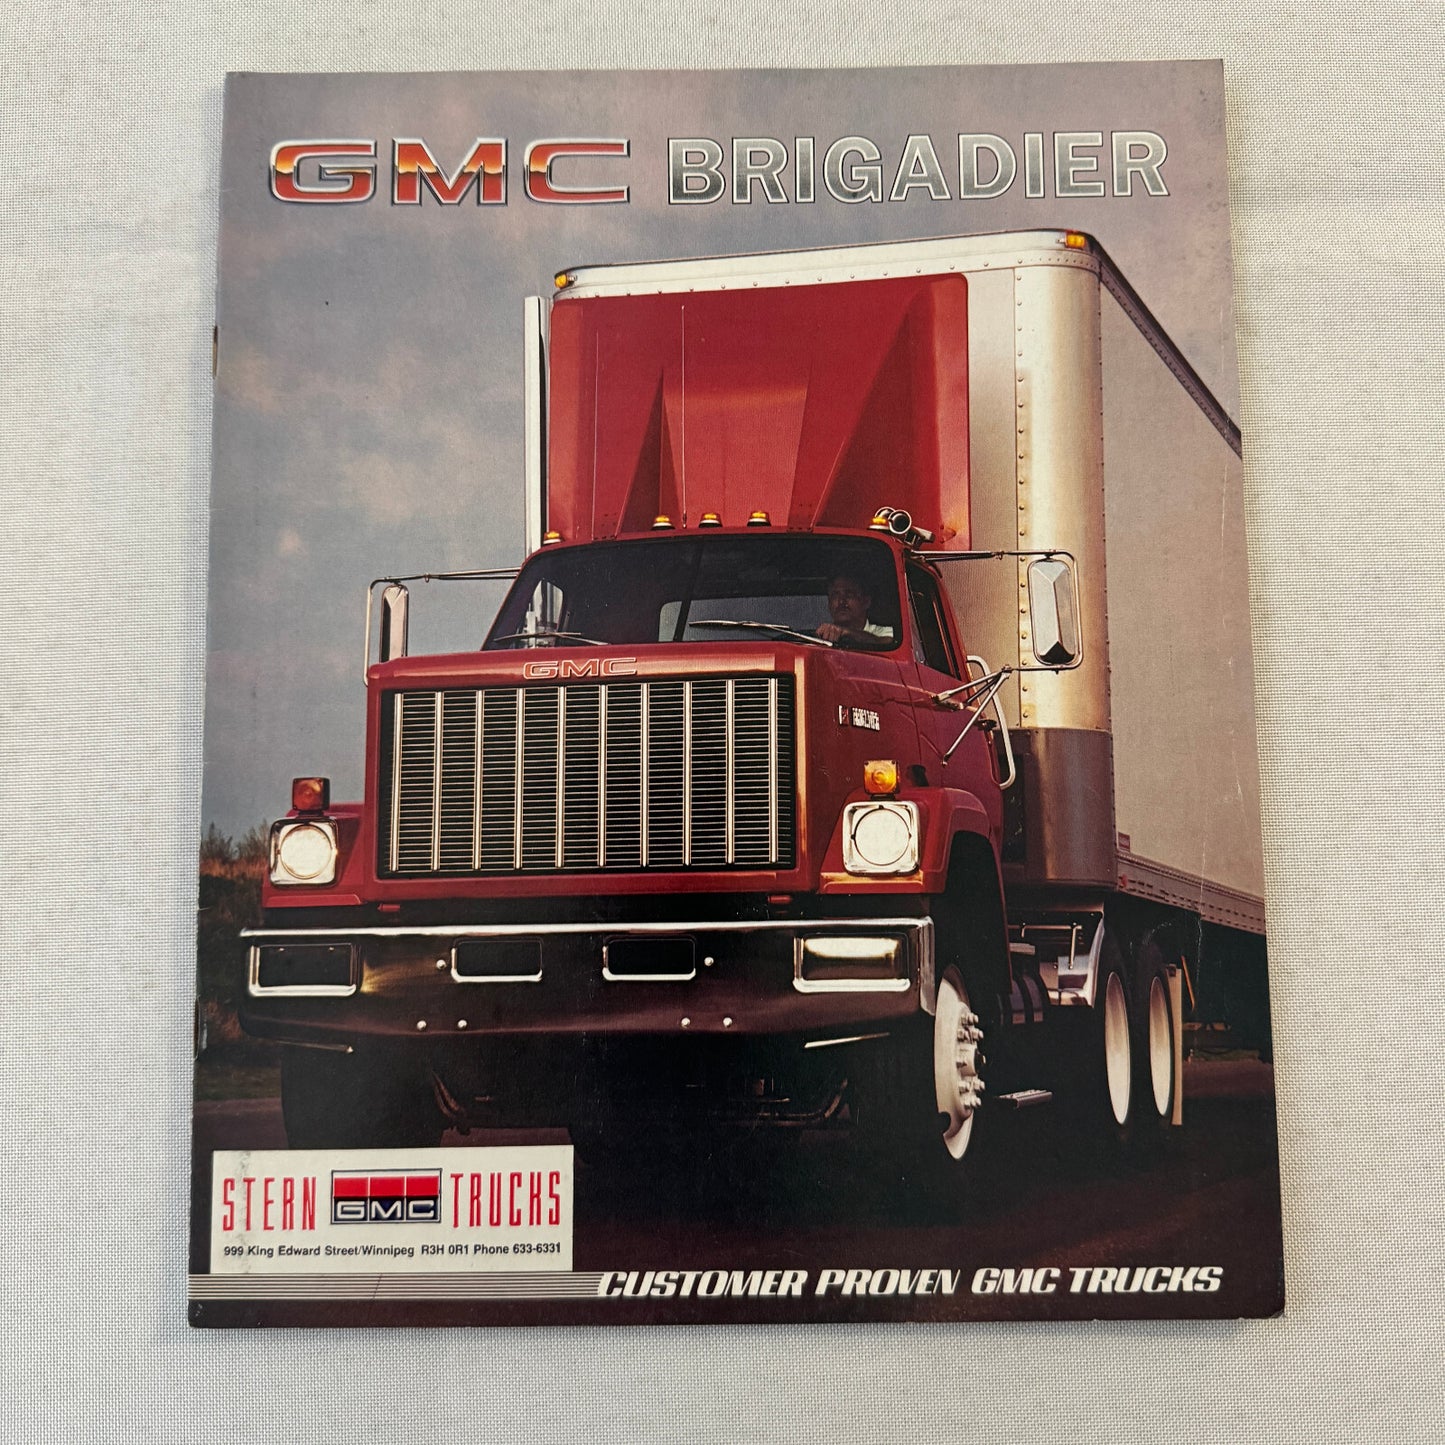 GMC BRIGADIER
GMC
STERN GMC TRUCKS
999 King Edward Street/Winnipeg R3H 0R1 Phone 633-6331
CUSTOMER PROVEN GMC TRUCKS